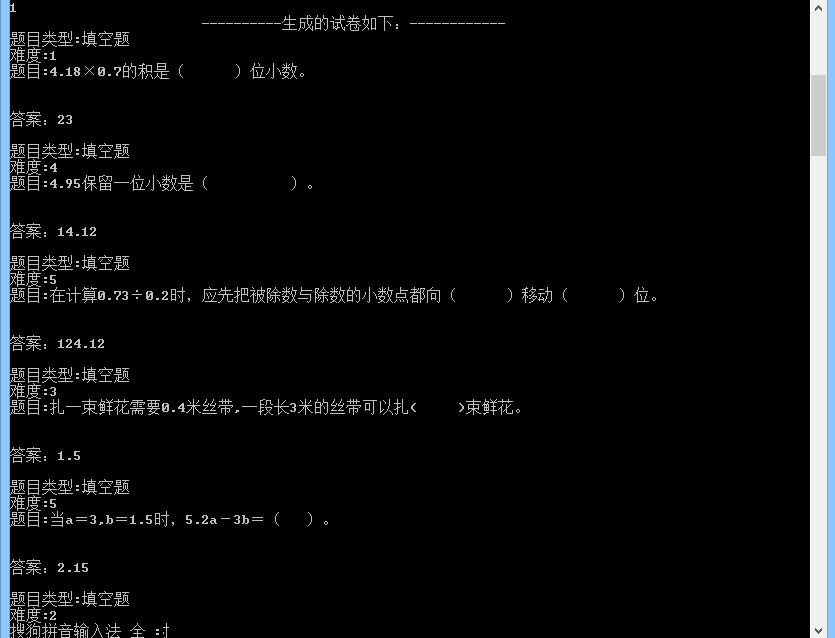 1
----------生成的试卷如下：------------
题目类型:填空题
难度:1
题目:4.18×0.7的积是（      ）位小数。
答案：23
题目类型:填空题
难度:4
题目:4.95保留一位小数是（          ）。
答案：14.12
题目类型:填空题
难度:5
题目:在计算0.73÷0.2时，应先把被除数与除数的小数点都向（      ）移动（      ）位。
答案：124.12
题目类型:填空题
难度:3
题目:扎一束鲜花需要0.4米丝带,一段长3米的丝带可以扎(     )束鲜花。
答案：1.5
题目类型:填空题
难度:5
题目:当a＝3,b＝1.5时，5.2a－3b＝（   ）。
答案：2.15
题目类型:填空题
难度:2
搜狗拼音输入法 全 :